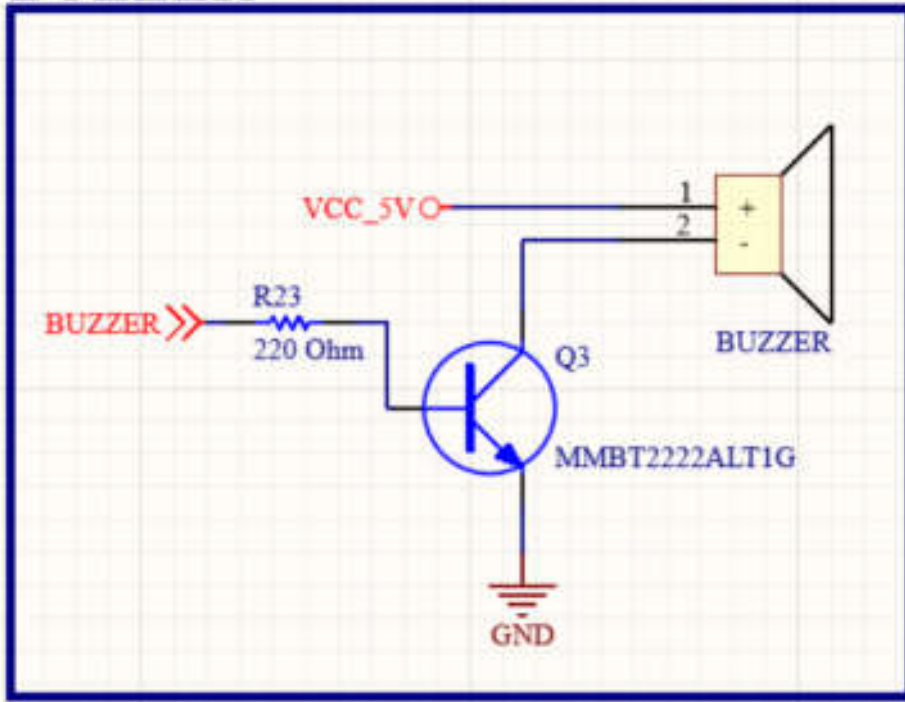 VCC_5V
1
+
2
-
R23
BUZZER
220 Ohm
BUZZER
Q3
MMBT2222ALT1G
GND